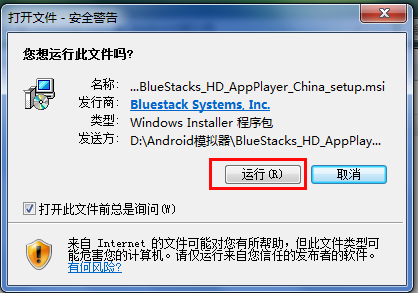 打开文件 - 安全警告
您想运行此文件吗?
名称: ...BlueStacks_HD_AppPlayer_China_setup.msi
发行商: Bluestack Systems, Inc.
类型: Windows Installer 程序包
发送方: D:\Android模拟器\BlueStacks_HD_AppPlay...
运行(R) 取消
打开此文件前总是询问(W)
来自 Internet 的文件可能对您有所帮助，但此文件类型可
能危害您的计算机。请仅运行来自您信任的发布者的软件。
有何风险?